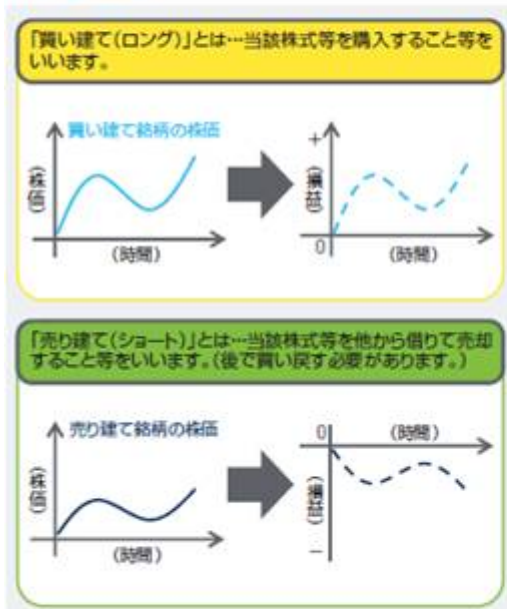 「買い建て(ロング)」とは…当該株式等を購入すること等を
いいます。
買い建て銘柄の株価
(株価)
(時間)
+
(損益)
0
(時間)
「売り建て(ショート)」とは…当該株式等を他から借りて売却
すること等をいいます。(後で買い戻す必要があります。)
売り建て銘柄の株価
(株価)
(時間)
0
(時間)
(損益)
−